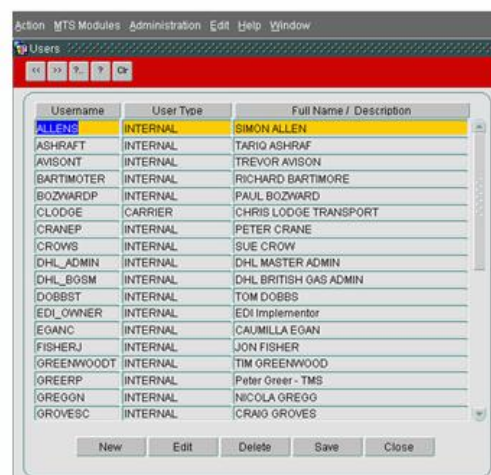 Action MTS Modules Administration Edit Help Window
Users
<< >> ?.. ? Clr
Username User Type Full Name / Description
ALLENS INTERNAL SIMON ALLEN
ASHRAFT INTERNAL TARIQ ASHRAF
AVISONT INTERNAL TREVOR AVISON
BARTIMOTER INTERNAL RICHARD BARTIMORE
BOZWARDP INTERNAL PAUL BOZWARD
CLODGE CARRIER CHRIS LODGE TRANSPORT
CRANEP INTERNAL PETER CRANE
CROWS INTERNAL SUE CROW
DHL_ADMIN INTERNAL DHL MASTER ADMIN
DHL_BGSM INTERNAL DHL BRITISH GAS ADMIN
DOBBST INTERNAL TOM DOBBS
EDI_OWNER INTERNAL EDI Implementor
EGANC INTERNAL CAUMILLA EGAN
FISHERJ INTERNAL JON FISHER
GREENWOODT INTERNAL TIM GREENWOOD
GREERP INTERNAL Peter Greer - TMS
GREGGN INTERNAL NICOLA GREGG
GROVESC INTERNAL CRAIG GROVES
New Edit Delete Save Close